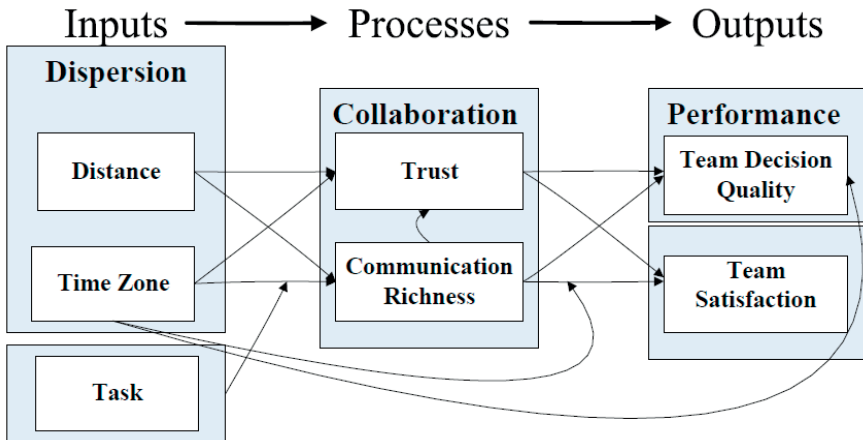 Inputs Processes Outputs
Dispersion
Distance
Time Zone
Task
Collaboration
Trust
Communication
Richness
Performance
Team Decision
Quality
Team
Satisfaction